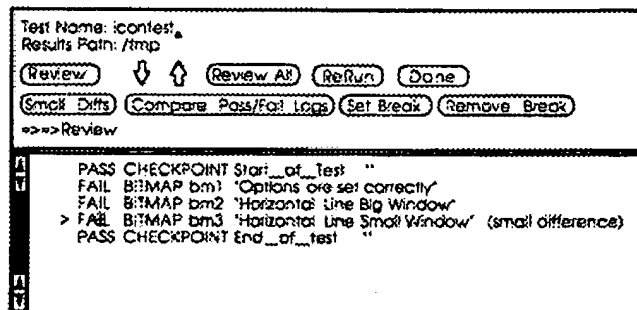 Test Name: icontest
Results Path: /tmp
Review Review All ReRun Done
Small Diffs Compare Pass/Fail Logs Set Break Remove Break
=>=>Review
PASS CHECKPOINT Start_of_Test ''
FAIL BITMAP bm1 "Options are set correctly"
FAIL BITMAP bm2 "Horizontal Line Big Window"
> FAIL BITMAP bm3 "Horizontal Line Small Window" (small difference)
PASS CHECKPOINT End_of_test ''